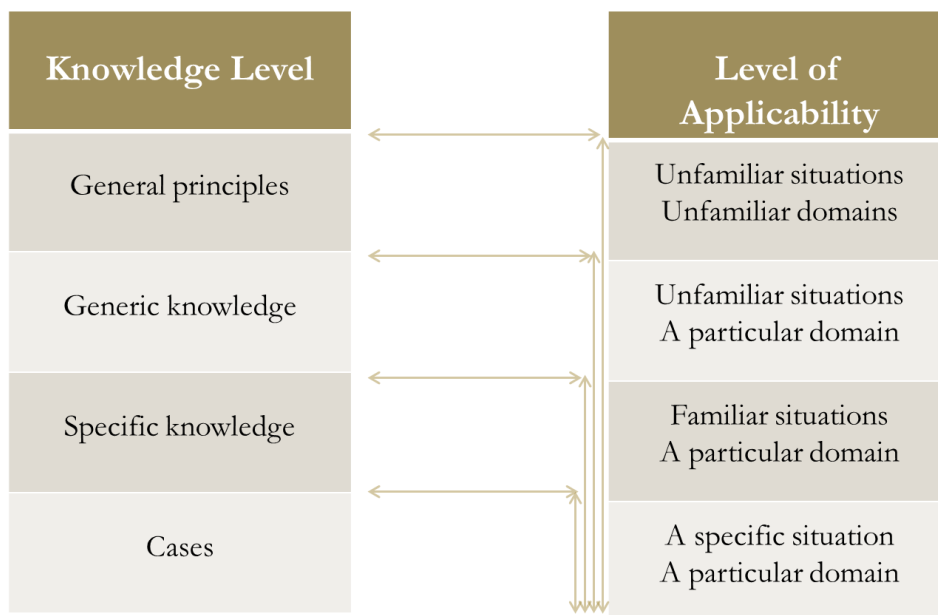 Knowledge Level
General principles
Generic knowledge
Specific knowledge
Cases
Level of
Applicability
Unfamiliar situations
Unfamiliar domains
Unfamiliar situations
A particular domain
Familiar situations
A particular domain
A specific situation
A particular domain